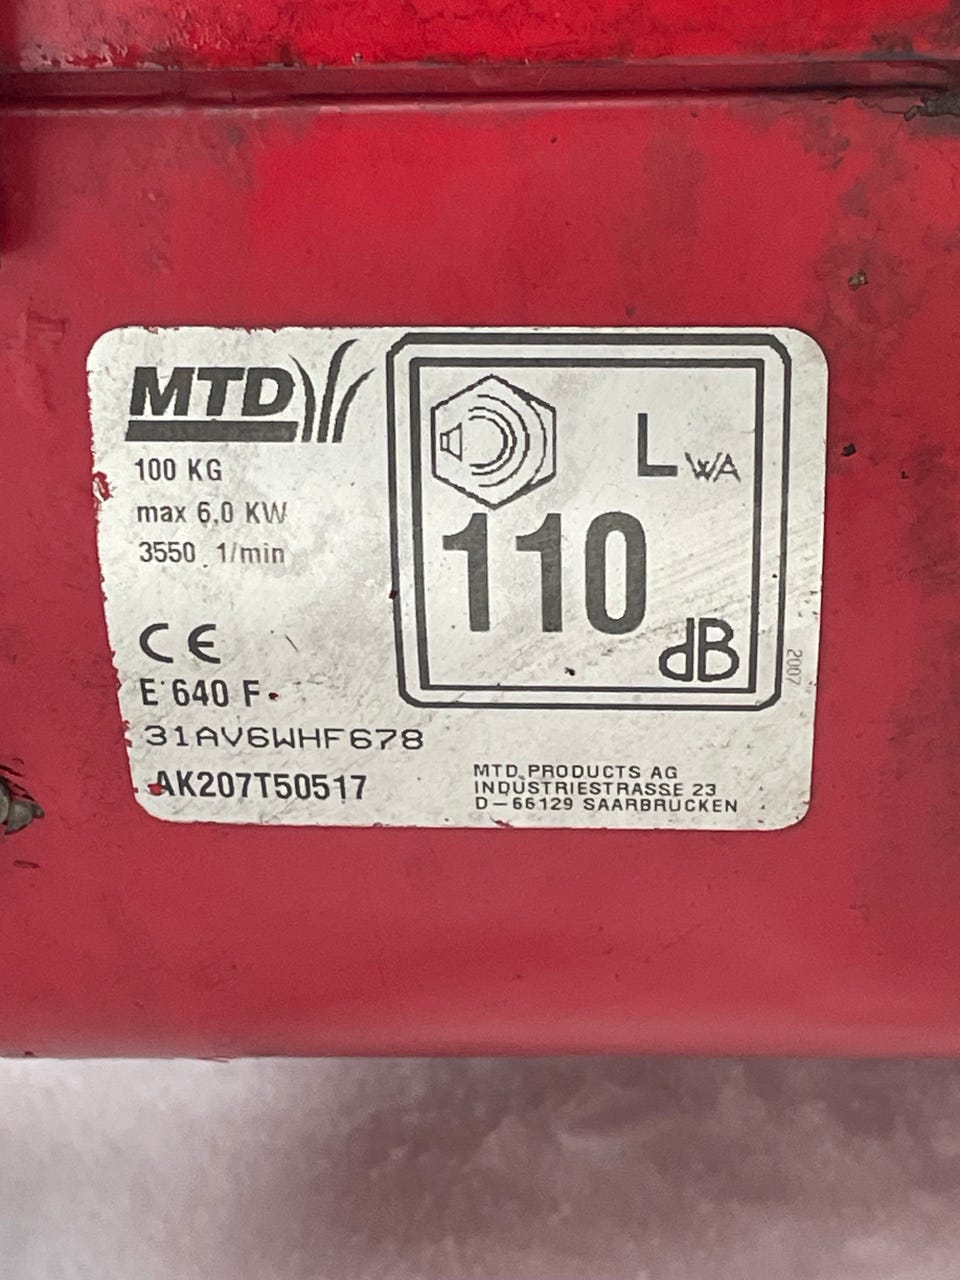 MTD
100 KG
max 6.0 KW
3550 1/min
CE
E 640 F
31AV6WHF678
AK207T50517
LWA
110
dB
2007
MTD PRODUCTS AG
INDUSTRIESTRASSE 23
D-66129 SAARBRUCKEN